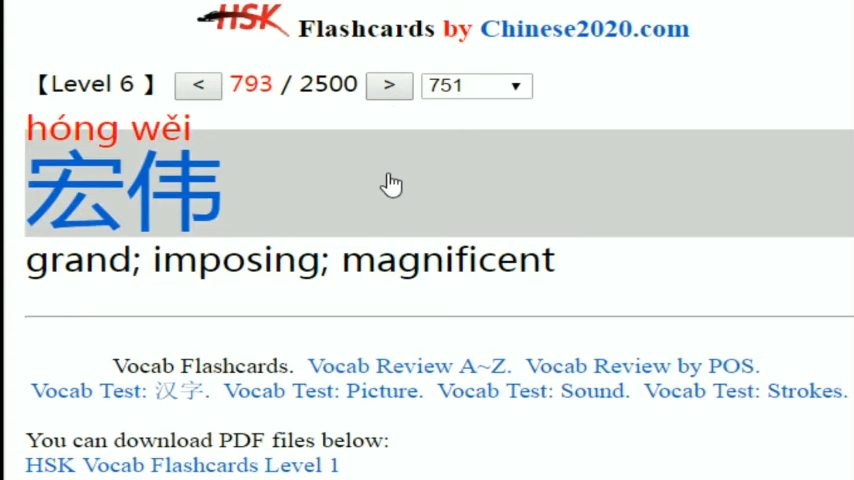 HSK Flashcards by Chinese2020.com
【Level 6 】 < 793 / 2500 > 751
hóng wěi
宏伟
grand; imposing; magnificent
Vocab Flashcards. Vocab Review A~Z. Vocab Review by POS.
Vocab Test: 汉字. Vocab Test: Picture. Vocab Test: Sound. Vocab Test: Strokes.
You can download PDF files below:
HSK Vocab Flashcards Level 1